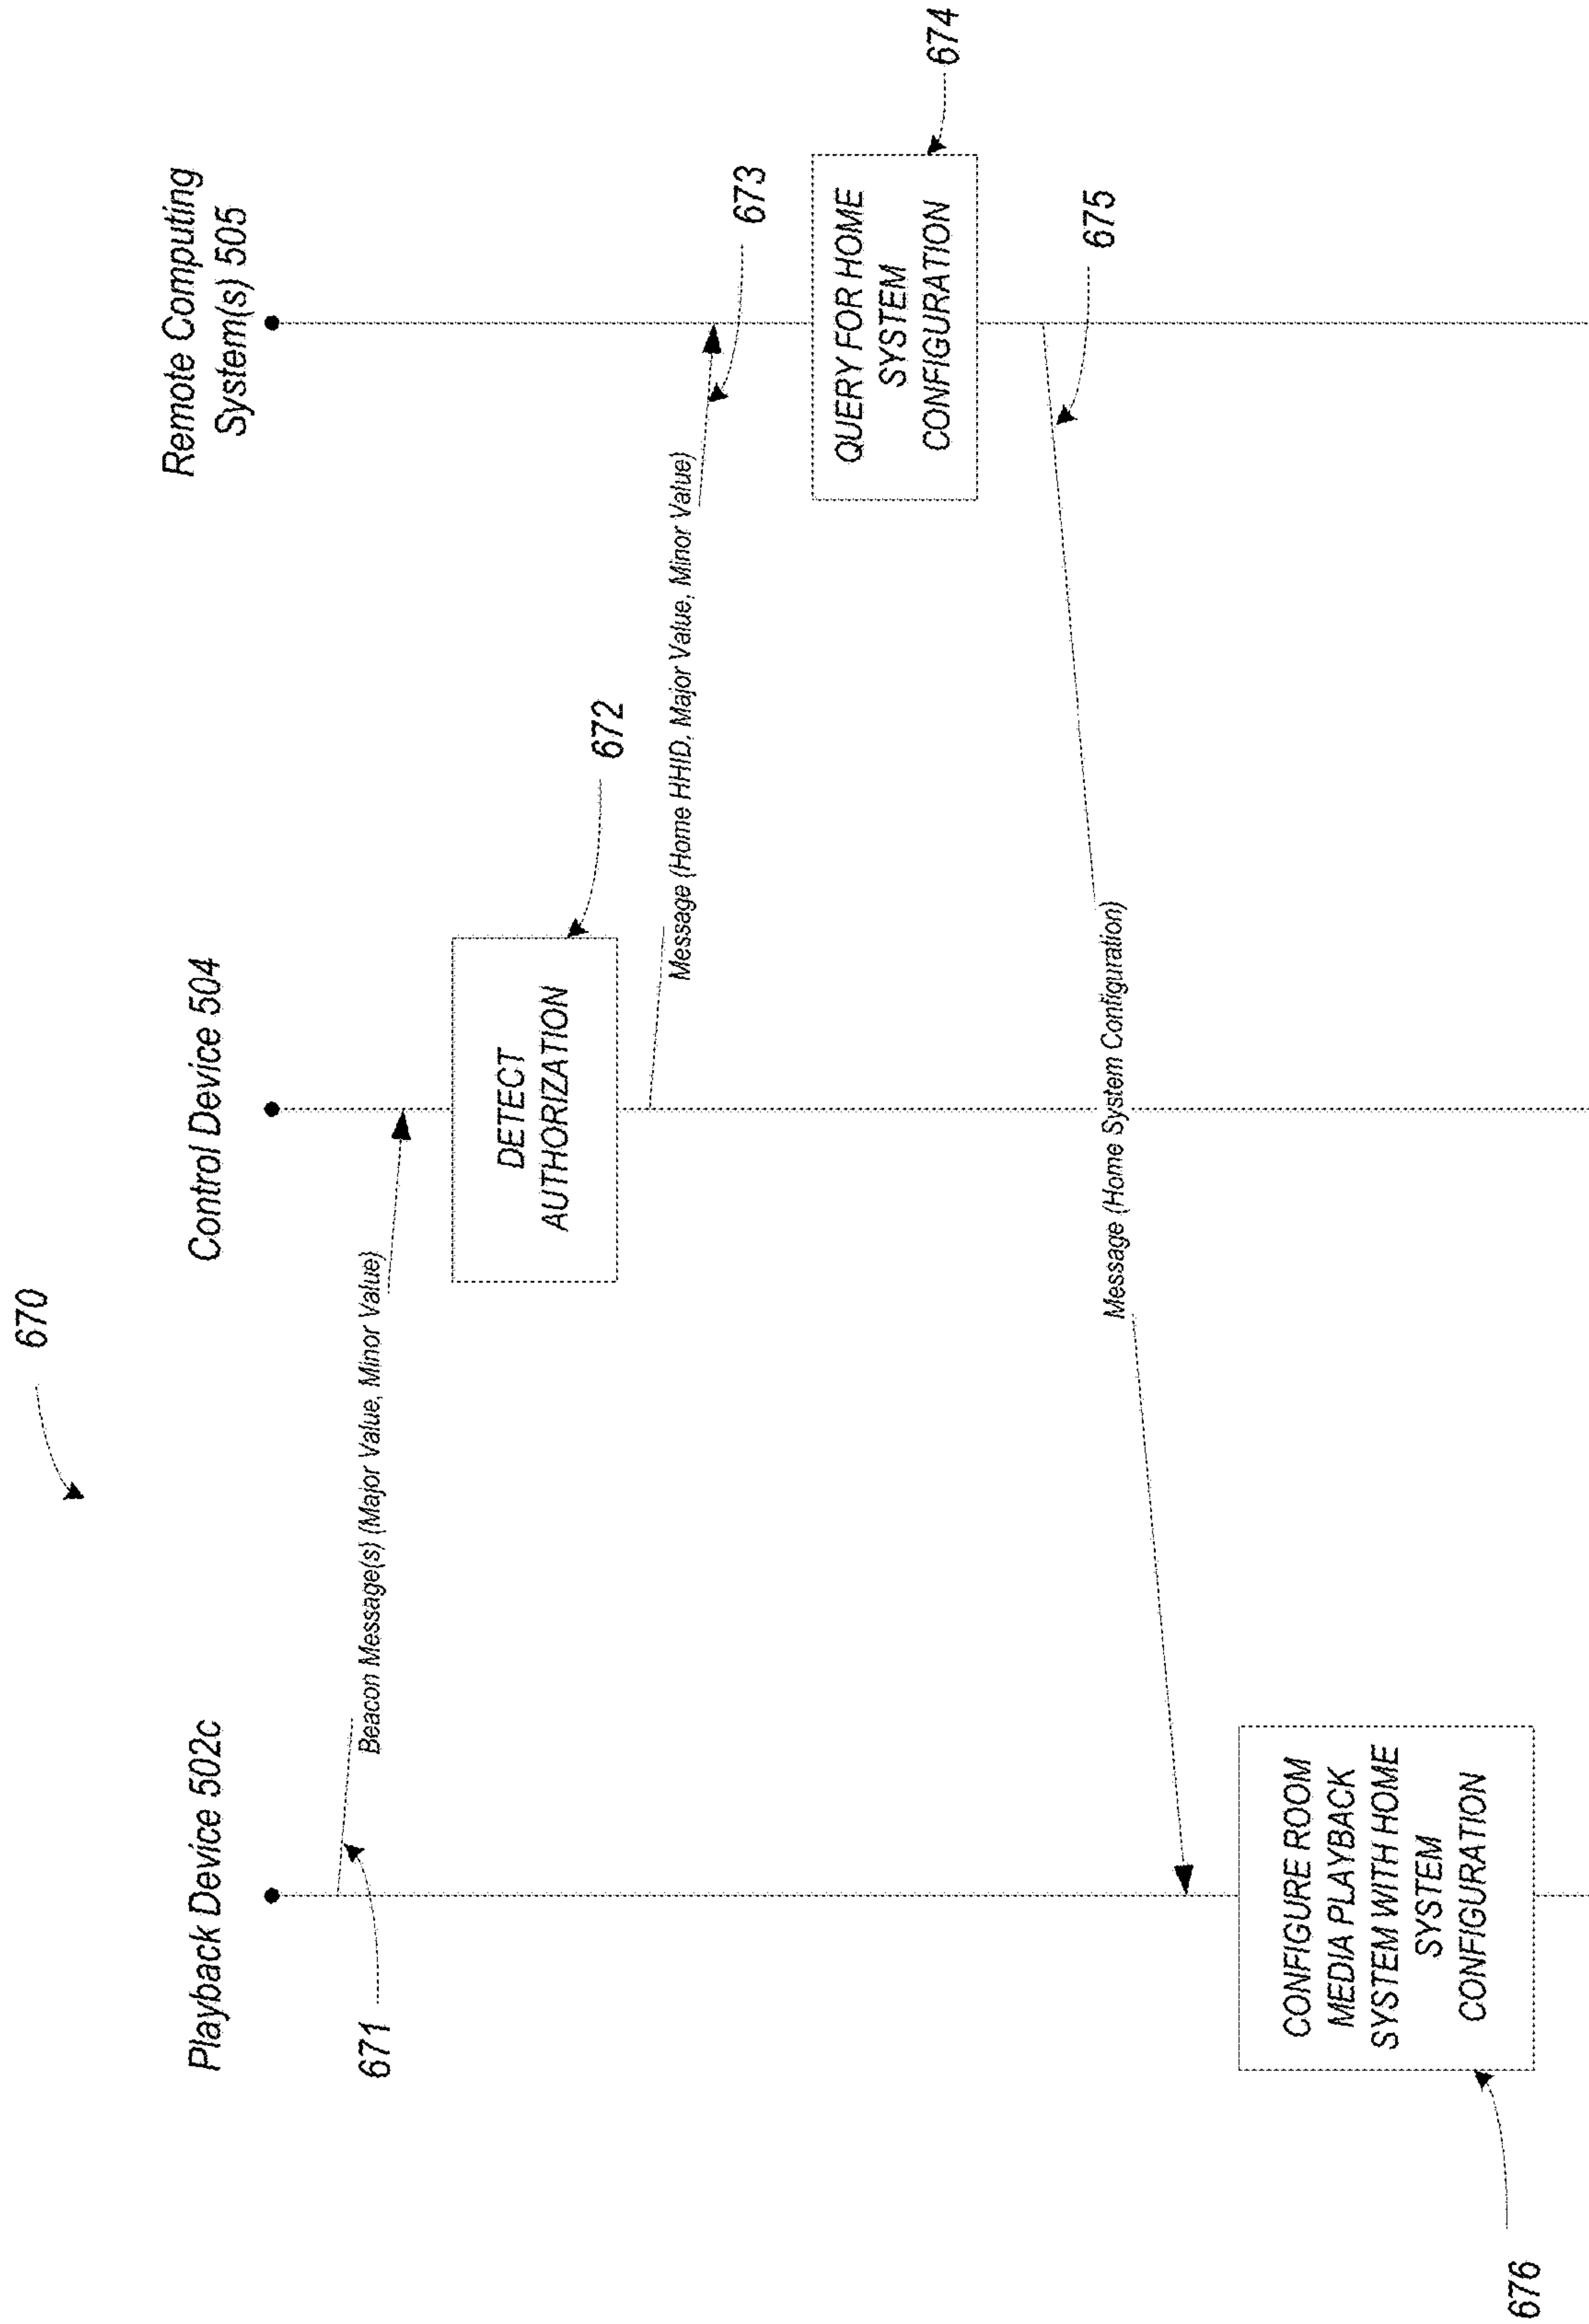 670
Playback Device 502c
Control Device 504
Remote Computing
System(s) 505
671
Beacon Message(s) (Major Value, Minor Value)
DETECT
AUTHORIZATION
672
Message (Home HHID, Major Value, Minor Value)
673
QUERY FOR HOME
SYSTEM
CONFIGURATION
674
Message (Home System Configuration)
675
CONFIGURE ROOM
MEDIA PLAYBACK
SYSTEM WITH HOME
SYSTEM
CONFIGURATION
676